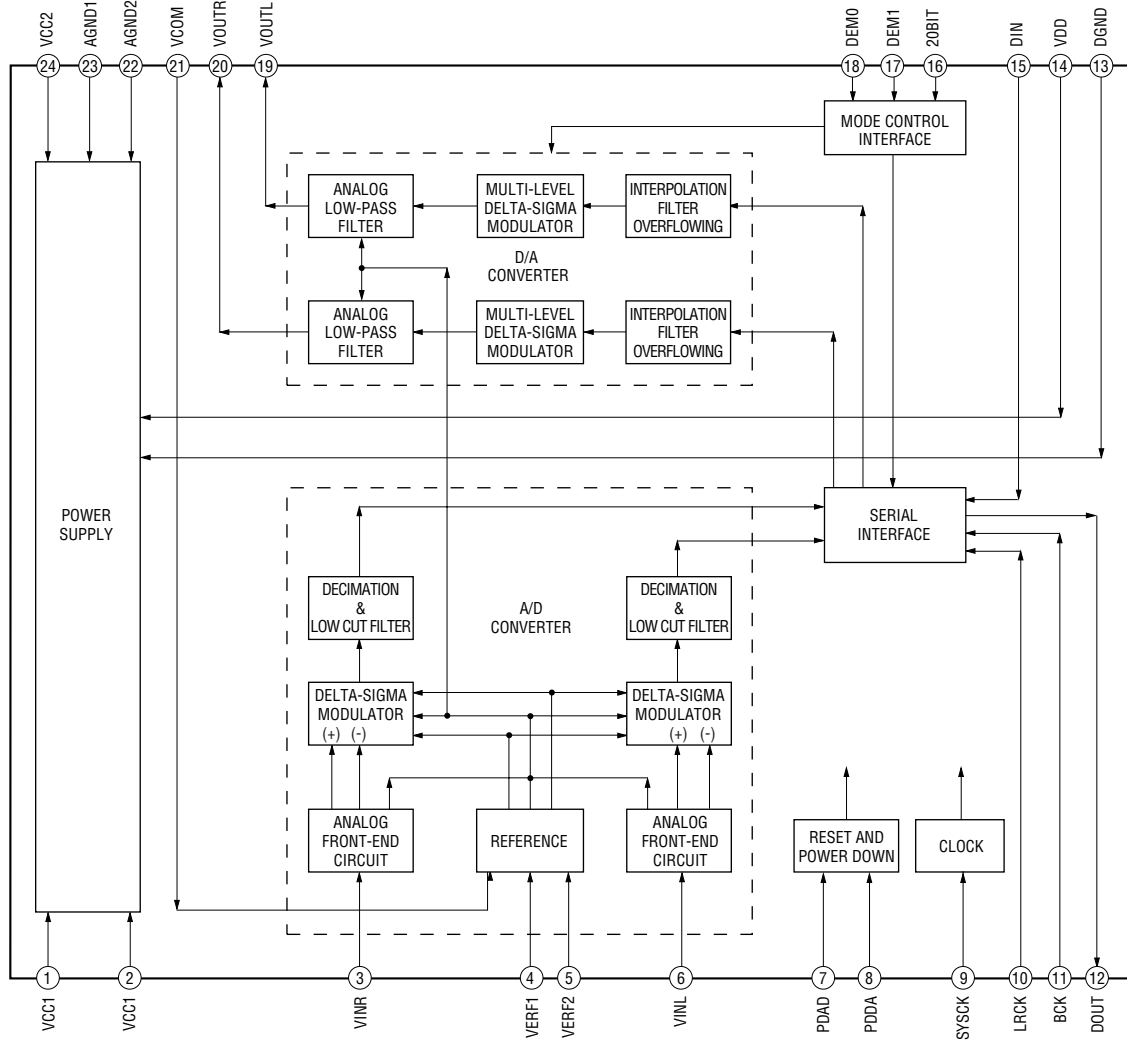 VCC2
AGND1
AGND2
VCOM
VOUTR
VOUTL
DEM0
DEM1
20BIT
DIN
VDD
DGND
24
23
22
21
20
19
18
17
16
15
14
13
MODE CONTROL
INTERFACE
ANALOG
LOW-PASS
FILTER
MULTI-LEVEL
DELTA-SIGMA
MODULATOR
INTERPOLATION
FILTER
OVERFLOWING
D/A
CONVERTER
ANALOG
LOW-PASS
FILTER
MULTI-LEVEL
DELTA-SIGMA
MODULATOR
INTERPOLATION
FILTER
OVERFLOWING
POWER
SUPPLY
SERIAL
INTERFACE
DECIMATION
&
LOW CUT FILTER
A/D
CONVERTER
DECIMATION
&
LOW CUT FILTER
DELTA-SIGMA
MODULATOR
(+) (-)
DELTA-SIGMA
MODULATOR
(+) (-)
ANALOG
FRONT-END
CIRCUIT
REFERENCE
ANALOG
FRONT-END
CIRCUIT
RESET AND
POWER DOWN
CLOCK
1
2
3
4
5
6
7
8
9
10
11
12
VCC1
VCC1
VINR
VERF1
VERF2
VINL
PDAD
PDDA
SYSCK
LRCK
BCK
DOUT